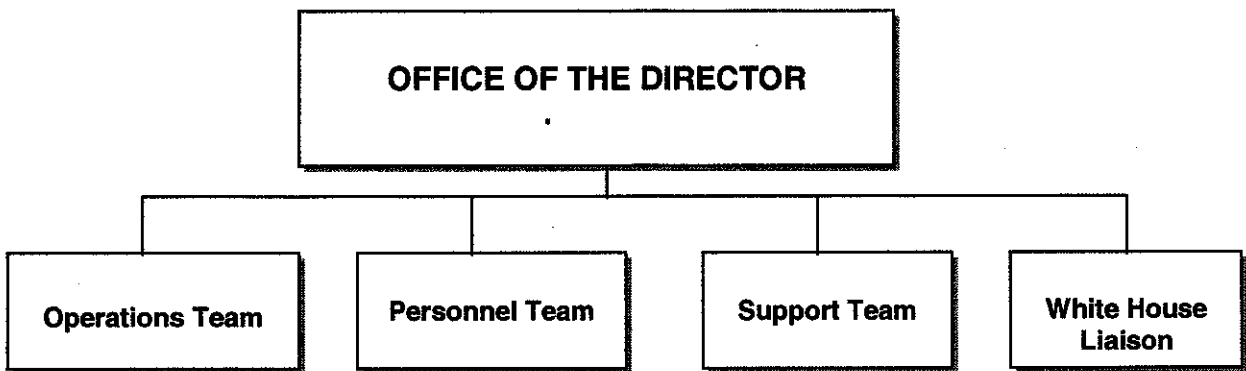 OFFICE OF THE DIRECTOR
Operations Team
Personnel Team
Support Team
White House
Liaison